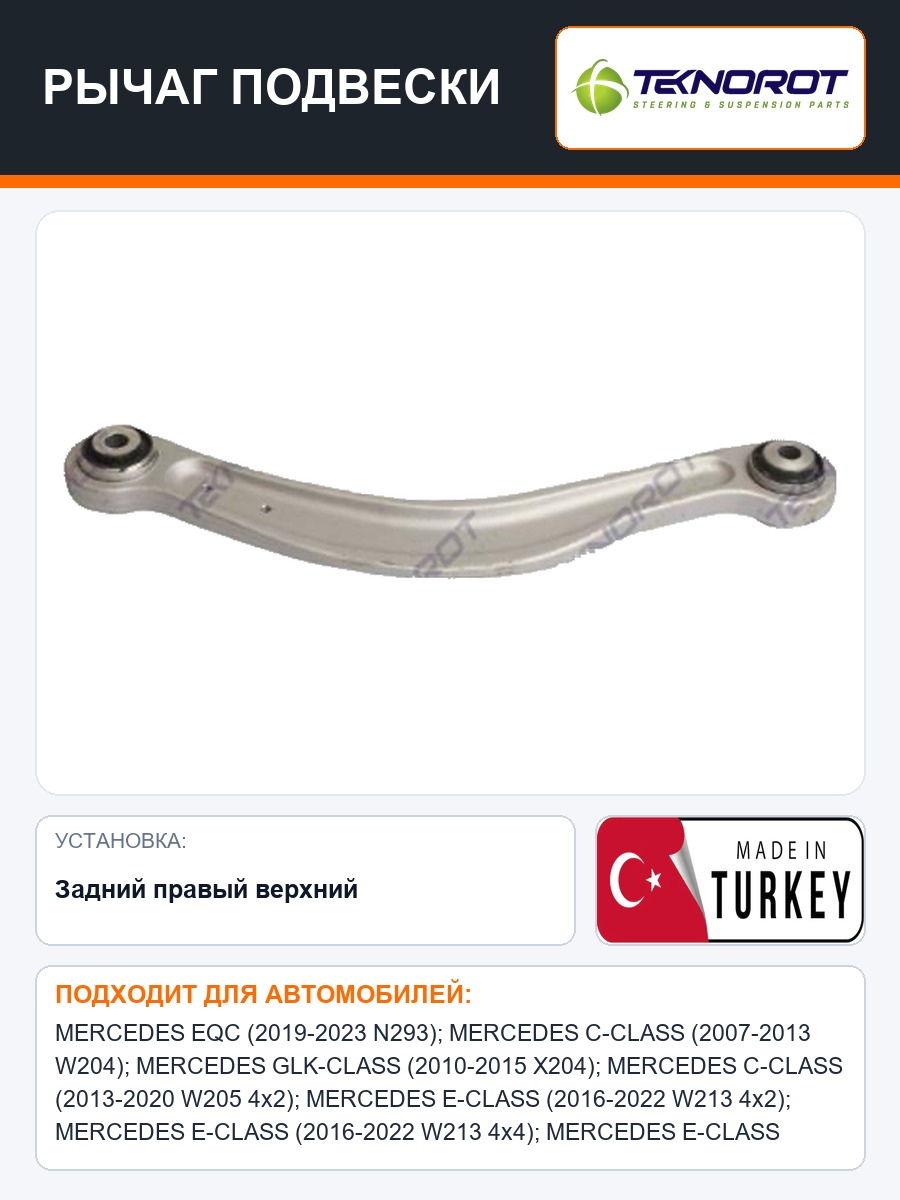 РЫЧАГ ПОДВЕСКИ
TEKNOROT
STEERING & SUSPENSION PARTS
TEKNOROT
УСТАНОВКА:
Задний правый верхний
MADE IN
TURKEY
ПОДХОДИТ ДЛЯ АВТОМОБИЛЕЙ:
MERCEDES EQC (2019-2023 N293); MERCEDES C-CLASS (2007-2013
W204); MERCEDES GLK-CLASS (2010-2015 X204); MERCEDES C-CLASS
(2013-2020 W205 4x2); MERCEDES E-CLASS (2016-2022 W213 4x2);
MERCEDES E-CLASS (2016-2022 W213 4x4); MERCEDES E-CLASS